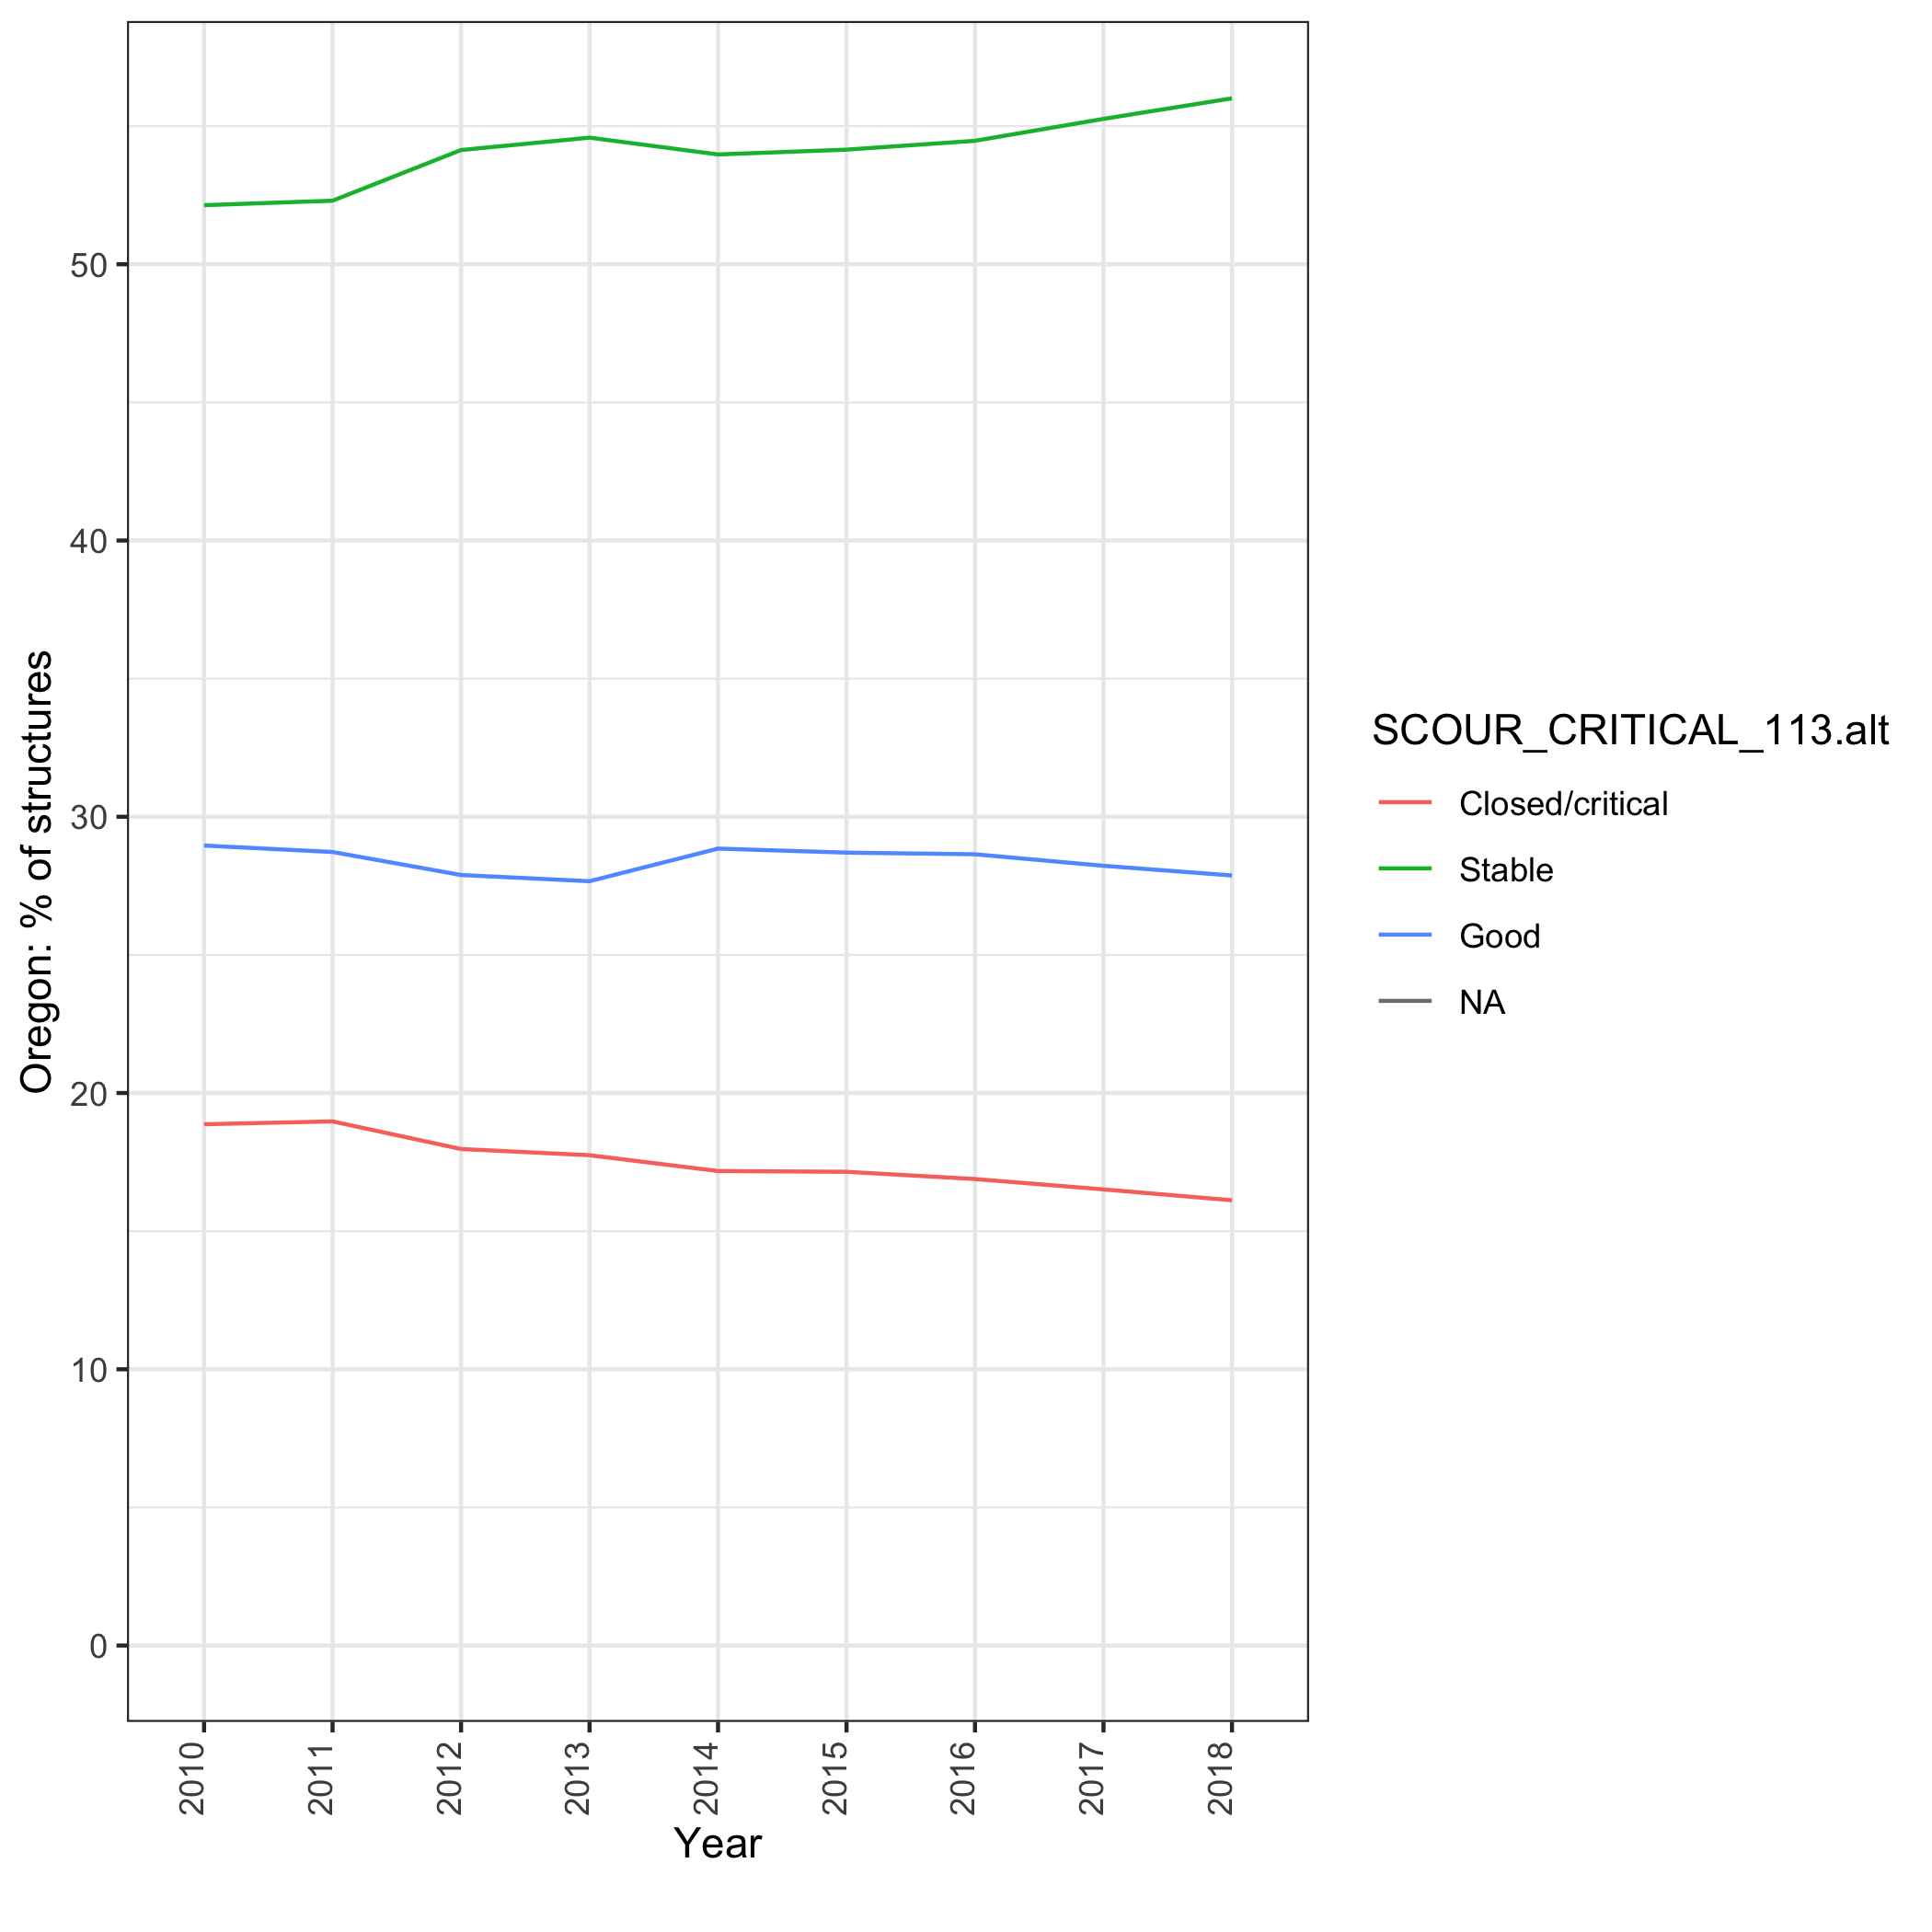 Oregon: % of structures
50
40
30
20
10
0
2010
2011
2012
2013
2014
2015
2016
2017
2018
Year
SCOUR_CRITICAL_113.alt
Closed/critical
Stable
Good
NA